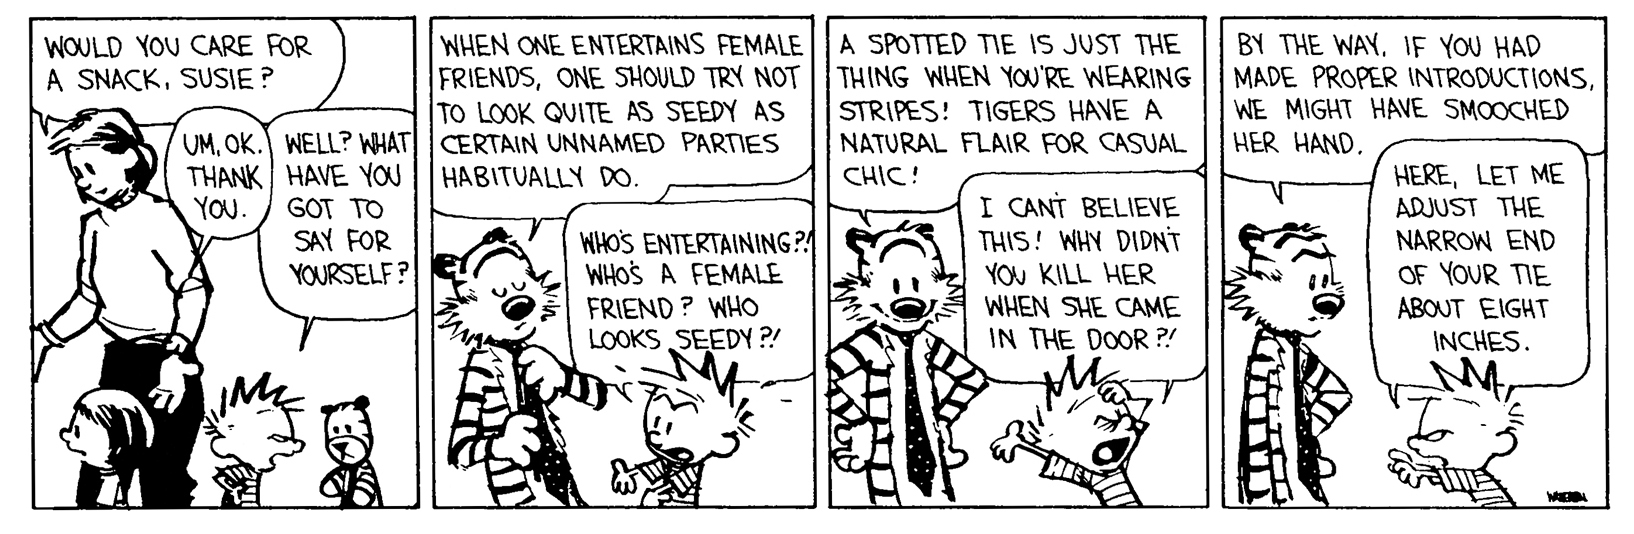 WOULD YOU CARE FOR
A SNACK, SUSIE?
UM, OK.
THANK
YOU.
WELL? WHAT
HAVE YOU
GOT TO
SAY FOR
YOURSELF?
WHEN ONE ENTERTAINS FEMALE
FRIENDS, ONE SHOULD TRY NOT
TO LOOK QUITE AS SEEDY AS
CERTAIN UNNAMED PARTIES
HABITUALLY DO.
WHO'S ENTERTAINING?!
WHO'S A FEMALE
FRIEND? WHO
LOOKS SEEDY?!
A SPOTTED TIE IS JUST THE
THING WHEN YOU'RE WEARING
STRIPES! TIGERS HAVE A
NATURAL FLAIR FOR CASUAL
CHIC!
I CAN'T BELIEVE
THIS! WHY DIDN'T
YOU KILL HER
WHEN SHE CAME
IN THE DOOR?!
BY THE WAY, IF YOU HAD
MADE PROPER INTRODUCTIONS,
WE MIGHT HAVE SMOOCHED
HER HAND.
HERE, LET ME
ADJUST THE
NARROW END
OF YOUR TIE
ABOUT EIGHT
INCHES.
WATTERSON